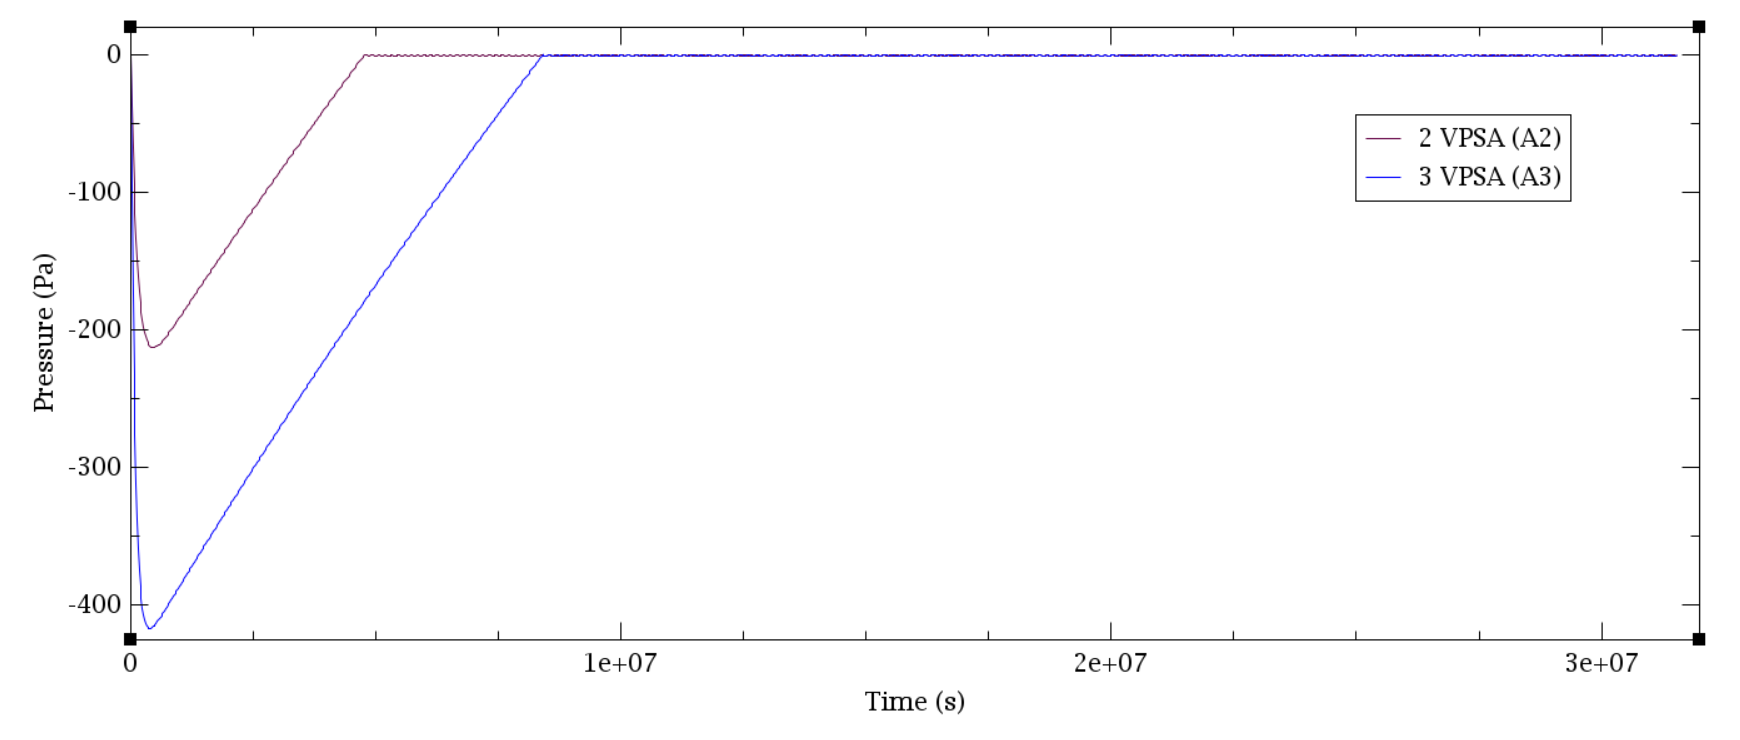 0
-100
-200
-300
-400
Pressure (Pa)
2 VPSA (A2)
3 VPSA (A3)
0 1e+07 2e+07 3e+07
Time (s)